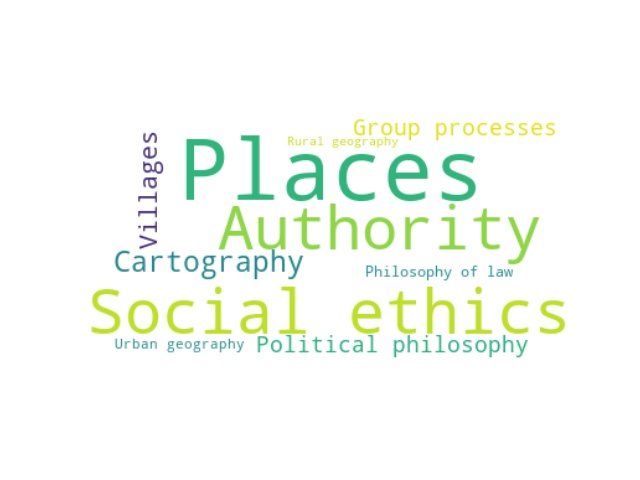 Group processes
Rural geography
Villages
Places
Authority
Cartography
Philosophy of law
Social ethics
Urban geography
Political philosophy